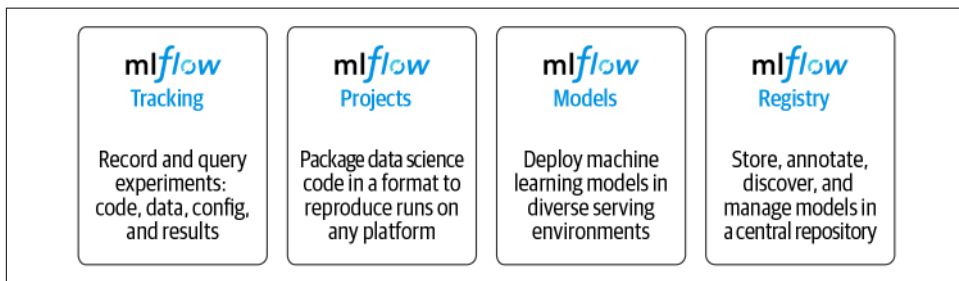 mlflow
Tracking
Record and query
experiments:
code, data, config,
and results
mlflow
Projects
Package data science
code in a format to
reproduce runs on
any platform
mlflow
Models
Deploy machine
learning models in
diverse serving
environments
mlflow
Registry
Store, annotate,
discover, and
manage models in
a central repository